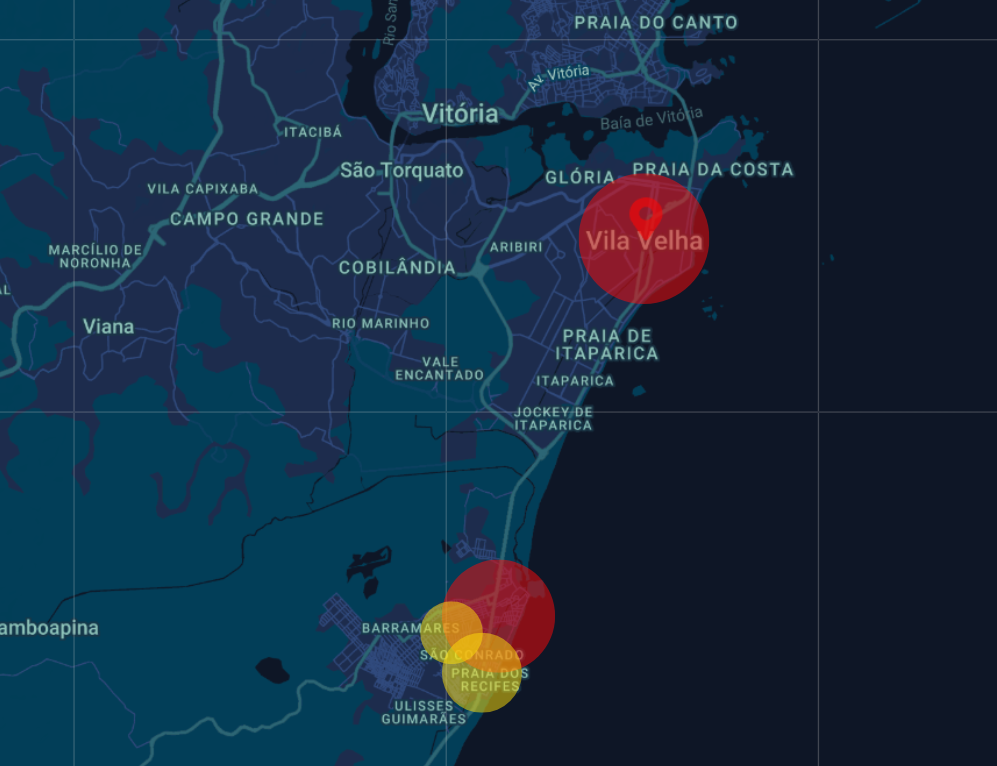 Rio San
PRAIA DO CANTO
Av. Vitória
Vitória
Baía de Vitória
ITACIBÁ
São Torquato
GLÓRIA
PRAIA DA COSTA
VILA CAPIXABA
CAMPO GRANDE
MARCÍLIO DE
NORONHA
ARIBIRI
Vila Velha
COBILÂNDIA
AL
Viana
RIO MARINHO
PRAIA DE
ITAPARICA
VALE
ENCANTADO
ITAPARICA
JOCKEY DE
ITAPARICA
amboapina
BARRAMARES
SÃO CONRADO
PRAIA DOS
RECIFES
ULISSES
GUIMARÃES